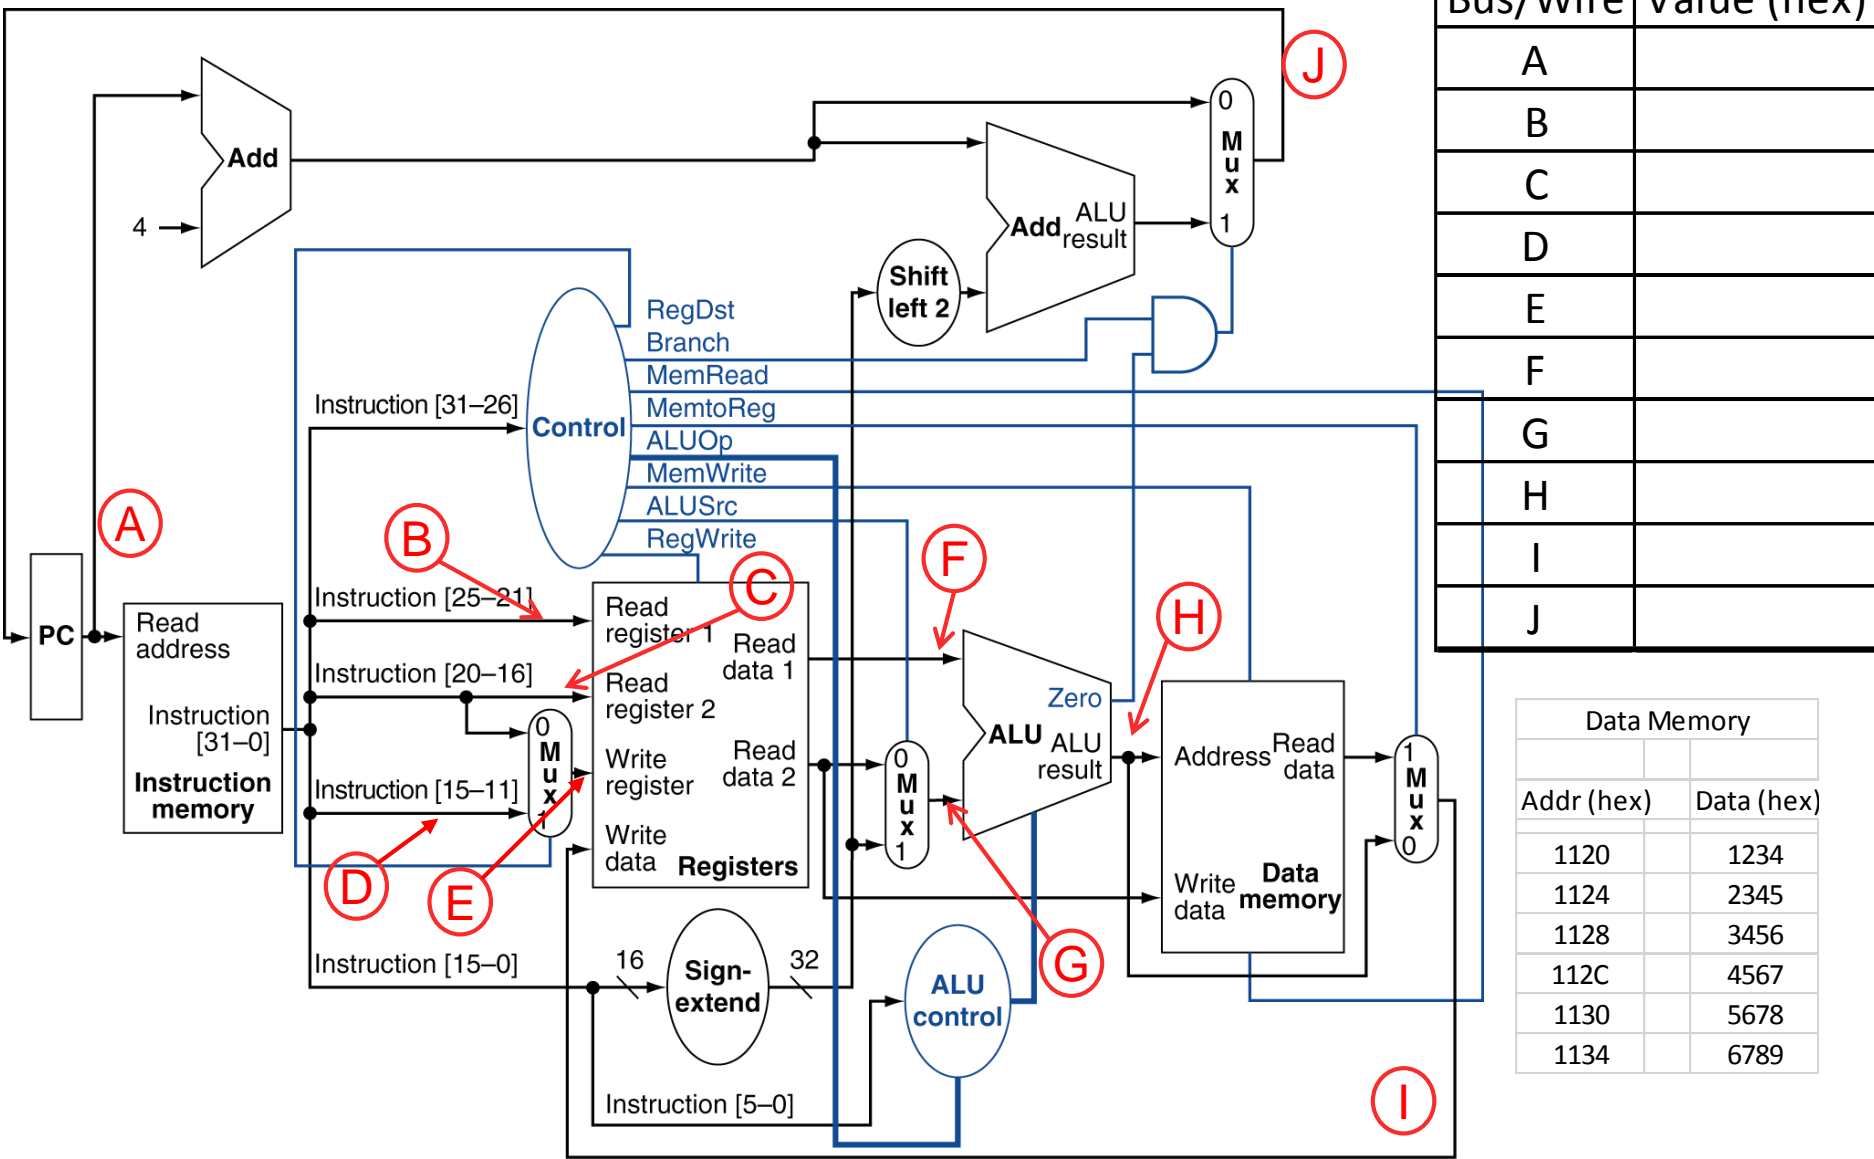 Bus/Wire Value (hex)
A
B
C
D
E
F
G
H
I
J
J
0
M
u
x
1
Add
4
Add ALU
result
Shift
left 2
RegDst
Branch
MemRead
MemtoReg
ALUOp
MemWrite
ALUSrc
RegWrite
Instruction [31–26]
Control
A
B
C
F
H
Instruction [25–21]
Instruction [20–16]
Instruction [15–11]
Instruction [15–0]
Instruction [5–0]
PC
Read
address
Instruction
[31–0]
Instruction
memory
0
M
u
x
1
D
E
Read
register 1
Read
register 2
Write
register
Write
data
Read
data 1
Read
data 2
Registers
0
M
u
x
1
Zero
ALU
ALU
result
Address
Read
data
Write
data
Data
memory
1
M
u
x
0
16
Sign-
extend
32
ALU
control
G
I
Data Memory
Addr (hex) Data (hex)
1120 1234
1124 2345
1128 3456
112C 4567
1130 5678
1134 6789